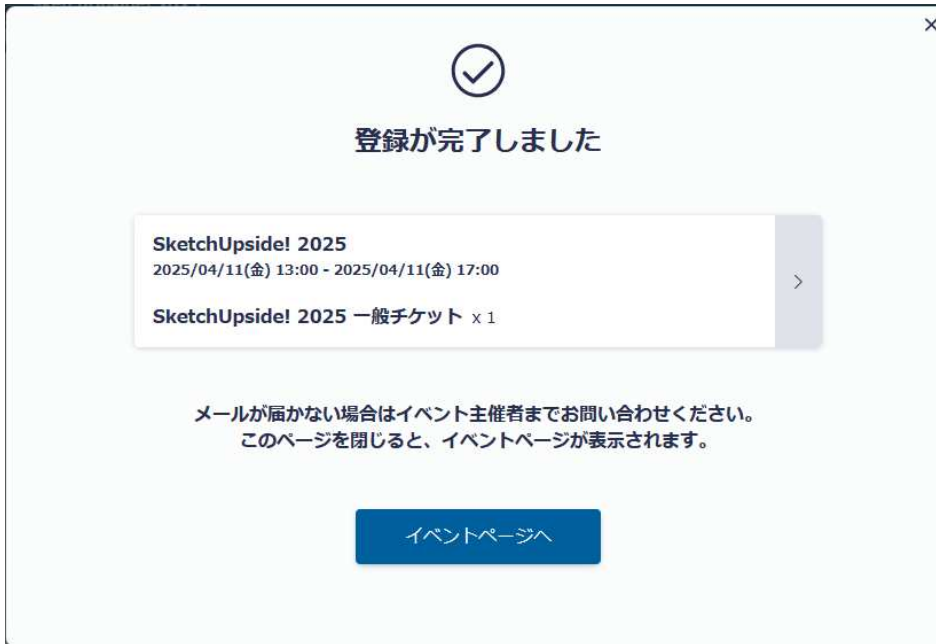 登録が完了しました
SketchUpside! 2025
2025/04/11(金) 13:00 - 2025/04/11(金) 17:00
SketchUpside! 2025 一般チケット x 1
メールが届かない場合はイベント主催者までお問い合わせください。
このページを閉じると、イベントページが表示されます。
イベントページへ